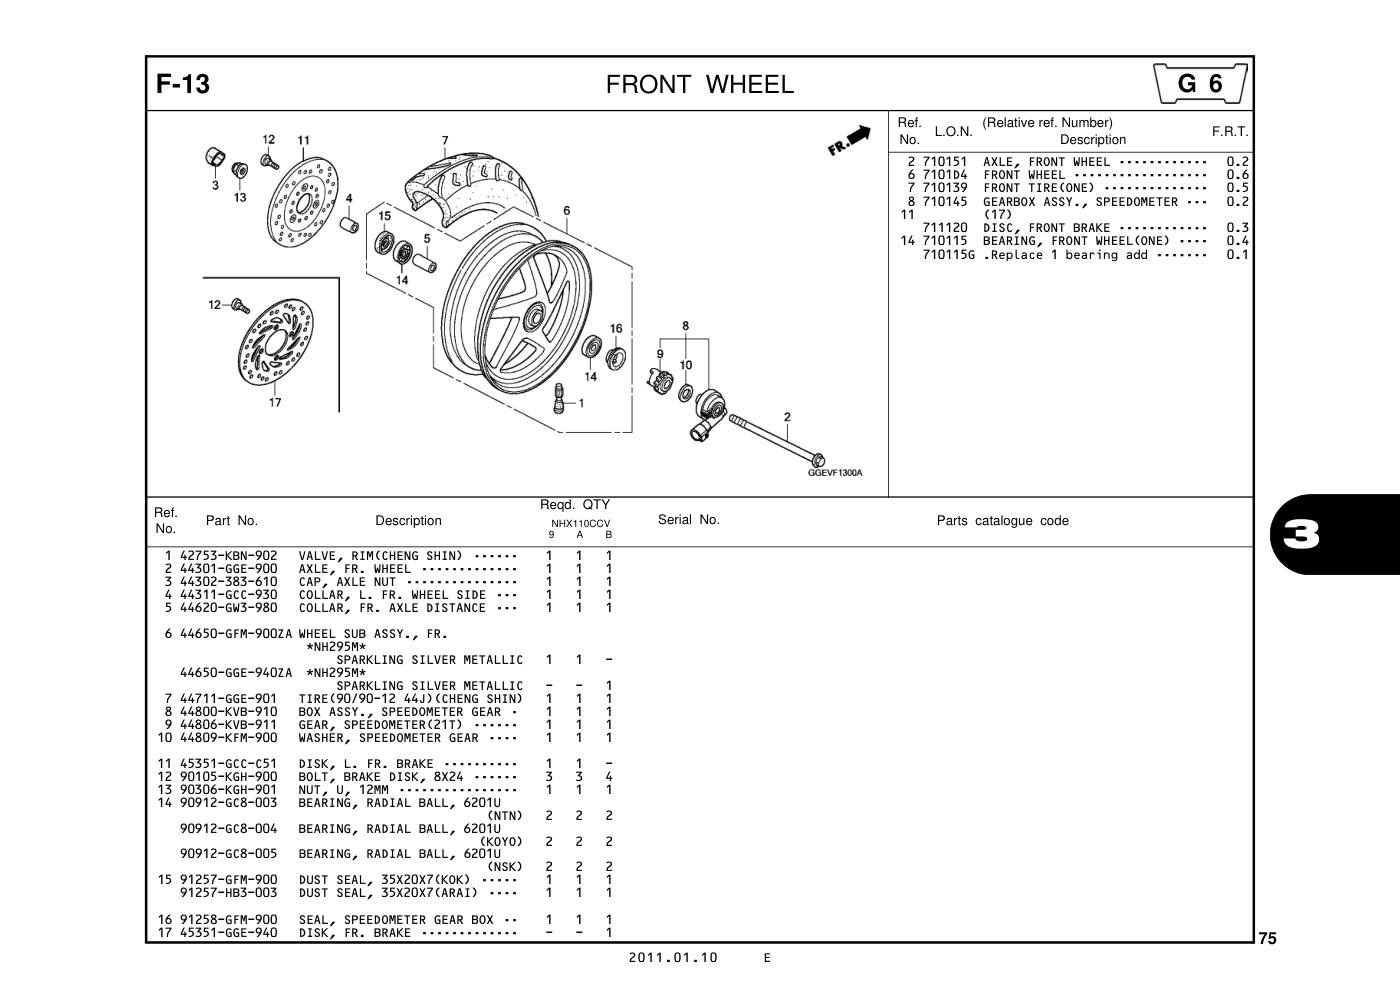 F-13 FRONT WHEEL G 6
12 11 7
3 13 4
15 5 6
14
12
16 8
9
10
14
1
17
2
FR.
GGEVF1300A
Ref. No. L.O.N. (Relative ref. Number) Description F.R.T.
2 710151 AXLE, FRONT WHEEL ············ 0.2
6 7101D4 FRONT WHEEL ·················· 0.6
7 710139 FRONT TIRE(ONE) ·············· 0.5
8 710145 GEARBOX ASSY., SPEEDOMETER ··· 0.2
11 (17)
711120 DISC, FRONT BRAKE ············ 0.3
14 710115 BEARING, FRONT WHEEL(ONE) ···· 0.4
710115G .Replace 1 bearing add ······· 0.1
Ref. No. Part No. Description Reqd. QTY Serial No. Parts catalogue code
NHX110CCV
9 A B
1 42753-KBN-902 VALVE, RIM(CHENG SHIN) ······ 1 1 1
2 44301-GGE-900 AXLE, FR. WHEEL ············· 1 1 1
3 44302-383-610 CAP, AXLE NUT ··············· 1 1 1
4 44311-GCC-930 COLLAR, L. FR. WHEEL SIDE ··· 1 1 1
5 44620-GW3-980 COLLAR, FR. AXLE DISTANCE ··· 1 1 1
6 44650-GFM-900ZA WHEEL SUB ASSY., FR.
*NH295M*
SPARKLING SILVER METALLIC 1 1 –
44650-GGE-940ZA *NH295M*
SPARKLING SILVER METALLIC – – 1
7 44711-GGE-901 TIRE(90/90-12 44J)(CHENG SHIN) 1 1 1
8 44800-KVB-910 BOX ASSY., SPEEDOMETER GEAR · 1 1 1
9 44806-KVB-911 GEAR, SPEEDOMETER(21T) ······ 1 1 1
10 44809-KFM-900 WASHER, SPEEDOMETER GEAR ···· 1 1 1
11 45351-GCC-C51 DISK, L. FR. BRAKE ·········· 1 1 –
12 90105-KGH-900 BOLT, BRAKE DISK, 8X24 ······ 3 3 4
13 90306-KGH-901 NUT, U, 12MM ················ 1 1 1
14 90912-GC8-003 BEARING, RADIAL BALL, 6201U
(NTN) 2 2 2
90912-GC8-004 BEARING, RADIAL BALL, 6201U
(KOYO) 2 2 2
90912-GC8-005 BEARING, RADIAL BALL, 6201U
(NSK) 2 2 2
15 91257-GFM-900 DUST SEAL, 35X20X7(KOK) ····· 1 1 1
91257-HB3-003 DUST SEAL, 35X20X7(ARAI) ···· 1 1 1
16 91258-GFM-900 SEAL, SPEEDOMETER GEAR BOX ·· 1 1 1
17 45351-GGE-940 DISK, FR. BRAKE ············· – – 1
3
75
2011.01.10 E